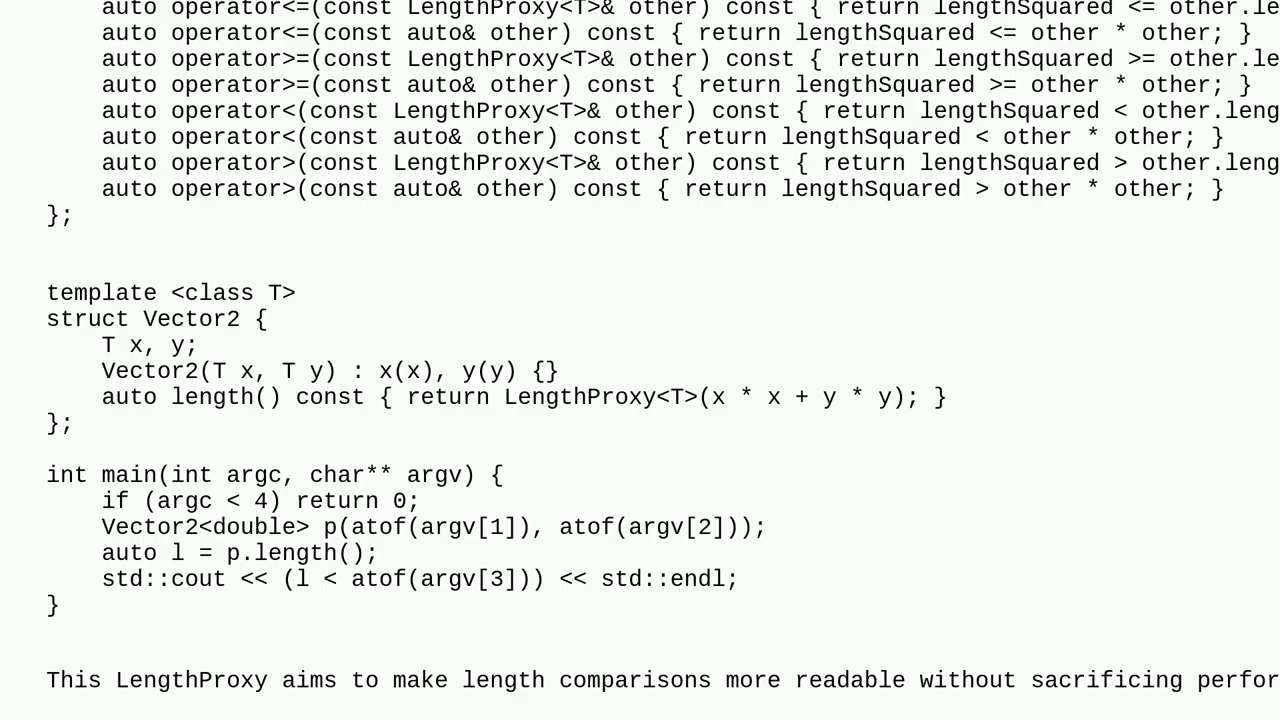 auto operator<=(const LengthProxy<T>& other) const { return lengthSquared <= other.le
auto operator<=(const auto& other) const { return lengthSquared <= other * other; }
auto operator>=(const LengthProxy<T>& other) const { return lengthSquared >= other.le
auto operator>=(const auto& other) const { return lengthSquared >= other * other; }
auto operator<(const LengthProxy<T>& other) const { return lengthSquared < other.leng
auto operator<(const auto& other) const { return lengthSquared < other * other; }
auto operator>(const LengthProxy<T>& other) const { return lengthSquared > other.leng
auto operator>(const auto& other) const { return lengthSquared > other * other; }
};
template <class T>
struct Vector2 {
T x, y;
Vector2(T x, T y) : x(x), y(y) {}
auto length() const { return LengthProxy<T>(x * x + y * y); }
};
int main(int argc, char** argv) {
if (argc < 4) return 0;
Vector2<double> p(atof(argv[1]), atof(argv[2]));
auto l = p.length();
std::cout << (l < atof(argv[3])) << std::endl;
}
This LengthProxy aims to make length comparisons more readable without sacrificing perfor